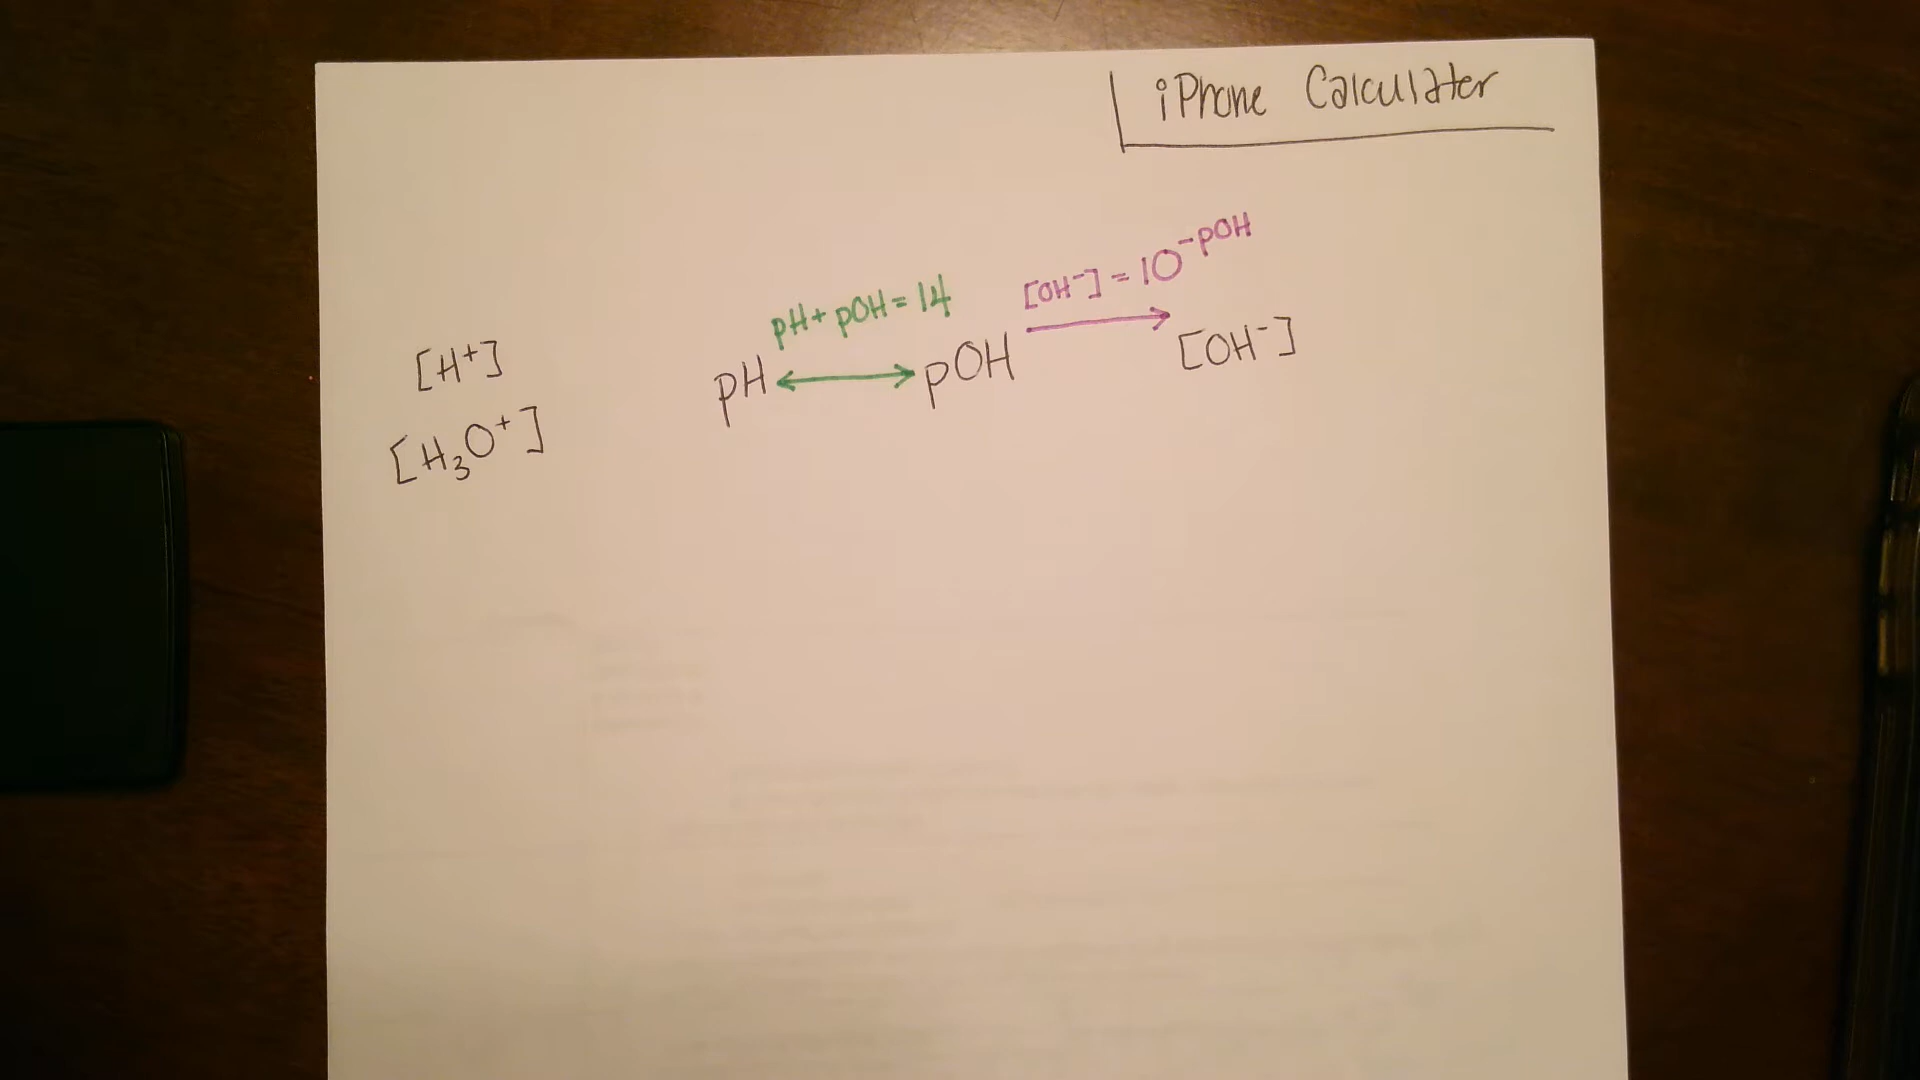 iPhone Calculater
[OH⁻] = 10^-pOH
pH + pOH = 14
[H⁺] pH pOH [OH⁻]
[H₃O⁺]